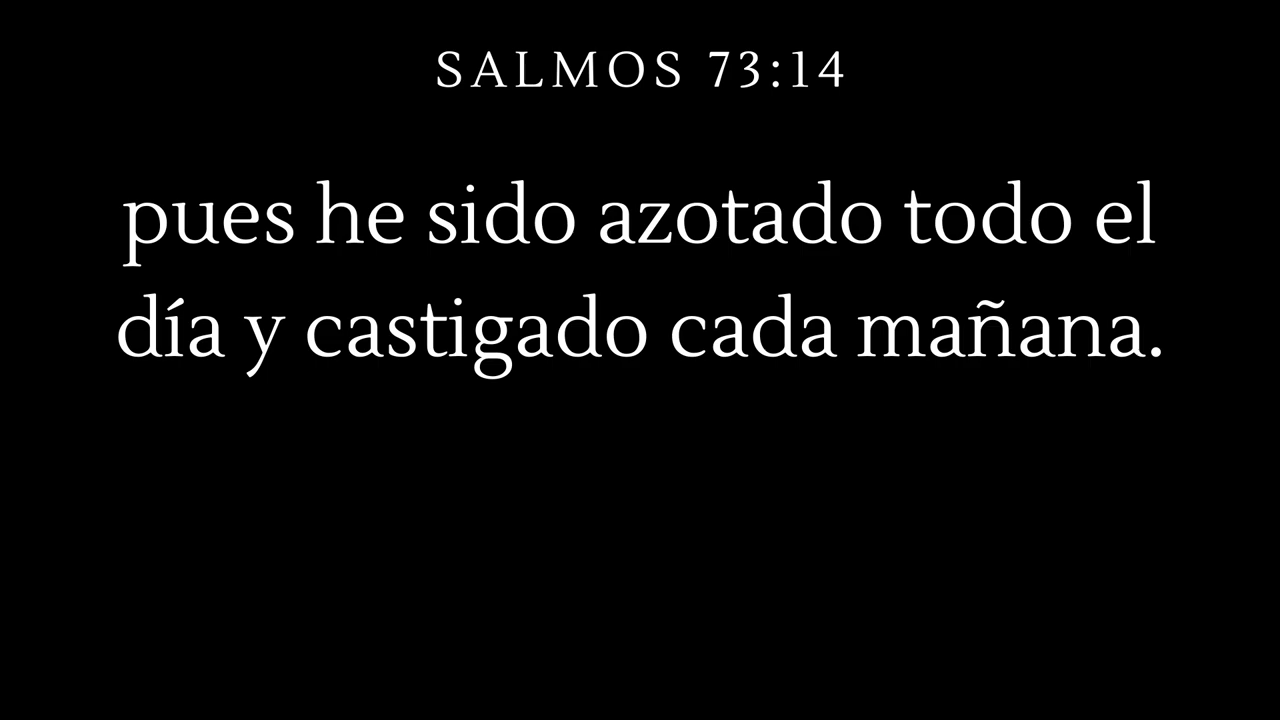 SALMOS 73:14
pues he sido azotado todo el
día y castigado cada mañana.